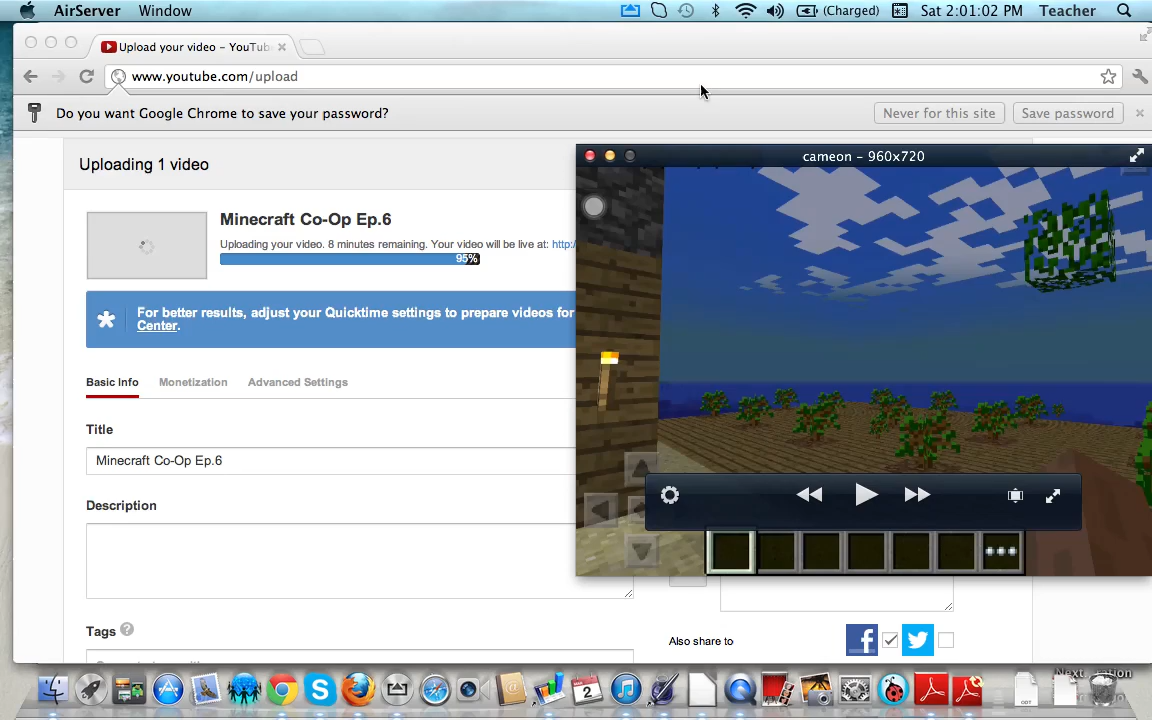 AirServer Window (Charged) Sat 2:01:02 PM Teacher
Upload your video – YouTub
www.youtube.com/upload
Do you want Google Chrome to save your password? Never for this site Save password
Uploading 1 video
cameon – 960x720
Minecraft Co-Op Ep.6
Uploading your video. 8 minutes remaining. Your video will be live at: http:/
95%
For better results, adjust your Quicktime settings to prepare videos for
Center.
Basic Info Monetization Advanced Settings
Title
Minecraft Co-Op Ep.6
Description
Tags
Also share to